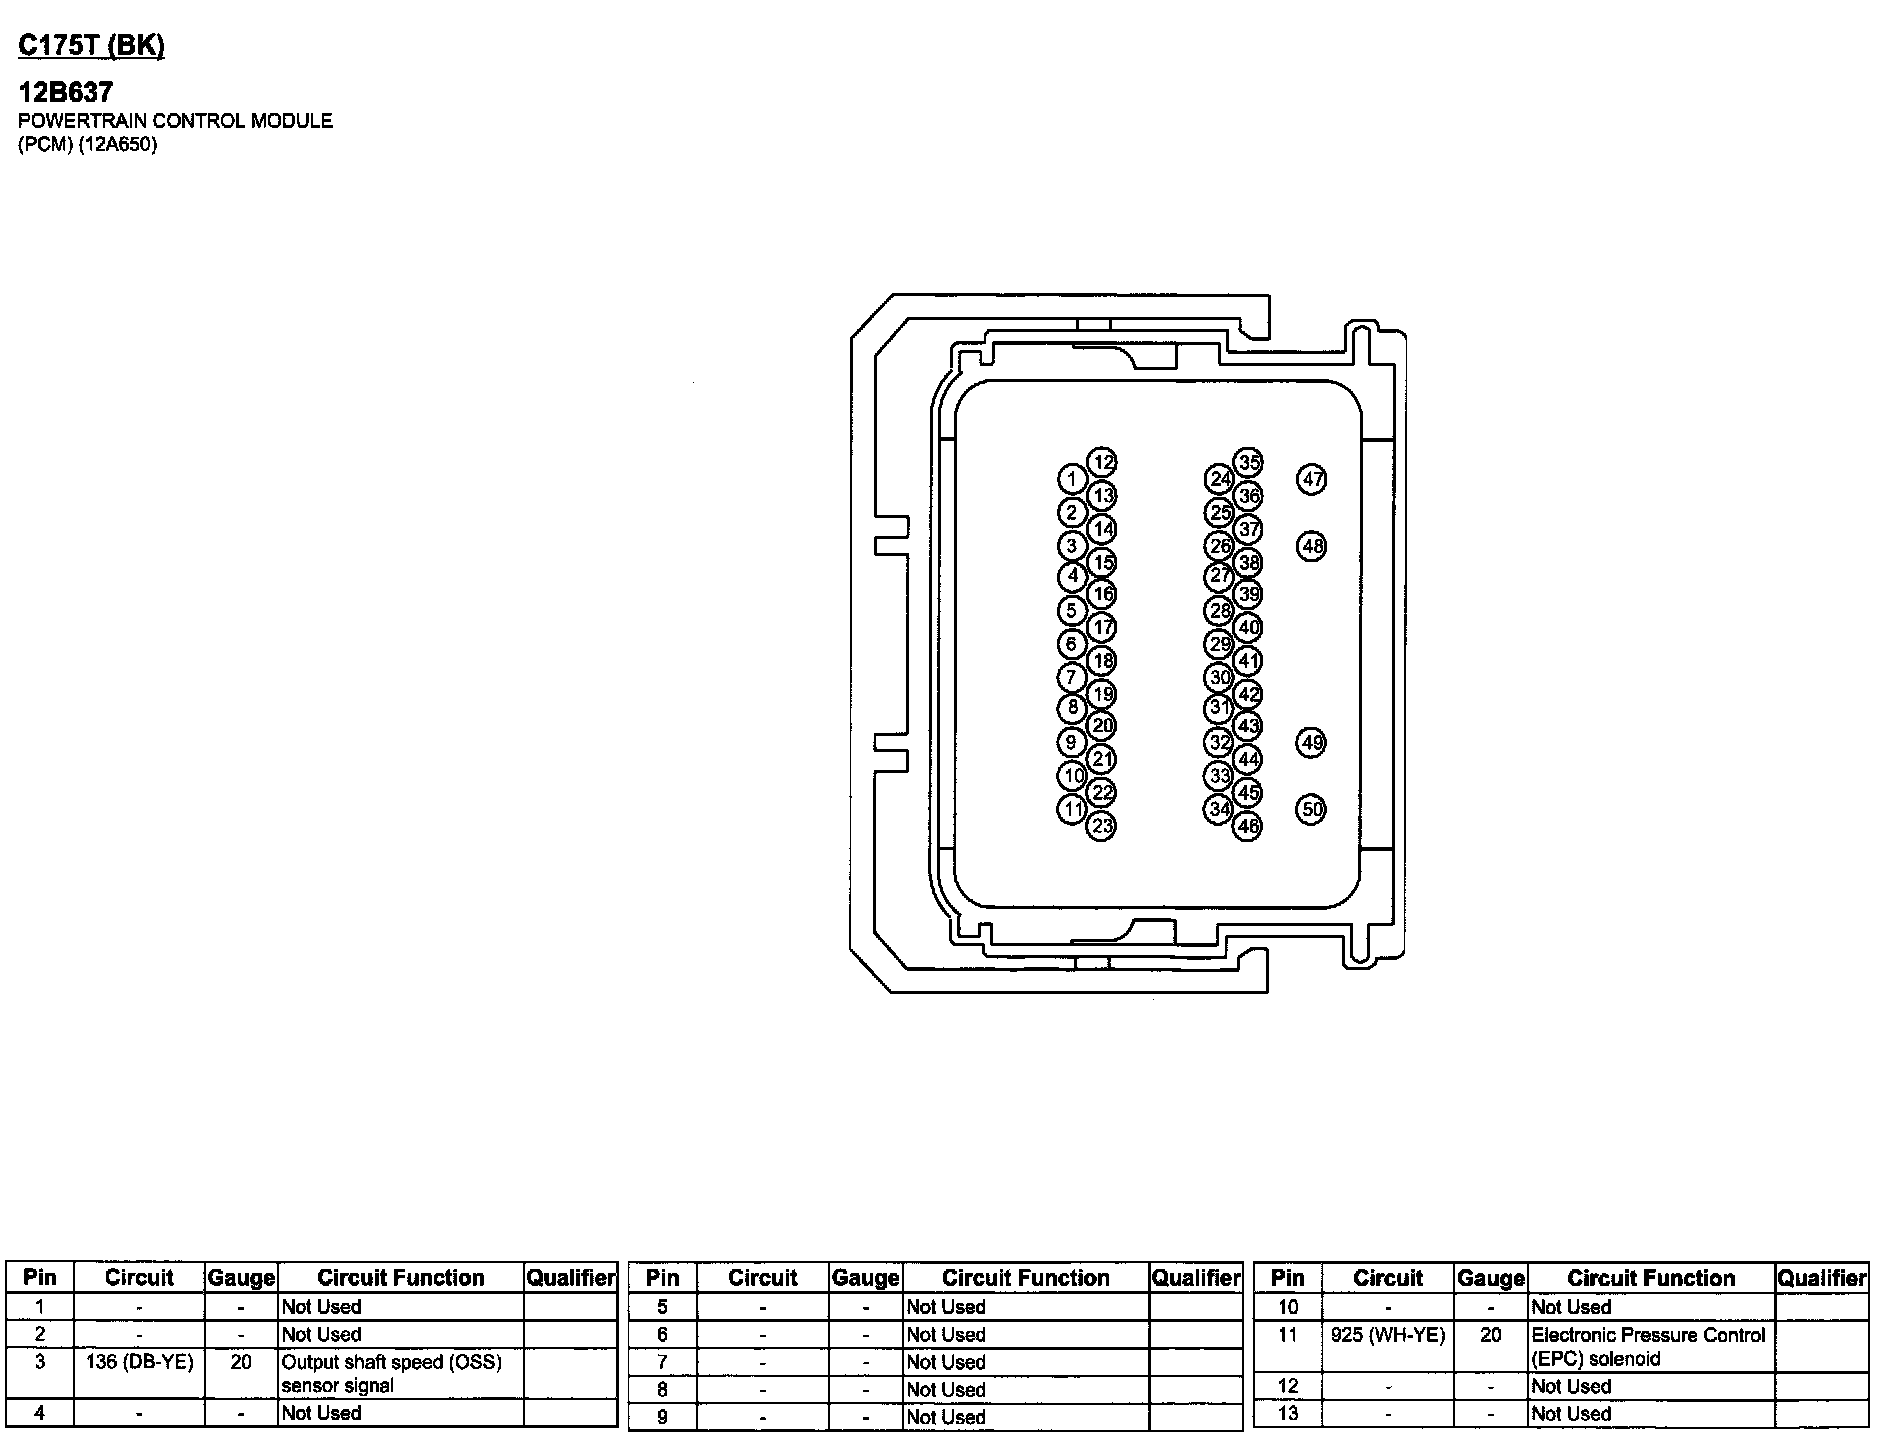 C175T (BK)
12B637
POWERTRAIN CONTROL MODULE
(PCM) (12A650)
12 35
1 24 47
13 36
2 25
14 37
3 26 48
15 38
4 27
16 39
5 28
17 40
6 29
18 41
7 30
19 42
8 31
20 43
9 32 49
21 44
10 33
22 45
11 34 50
23 46
Pin Circuit Gauge Circuit Function Qualifier
1 - - Not Used
2 - - Not Used
3 136 (DB-YE) 20 Output shaft speed (OSS)
sensor signal
4 - - Not Used
Pin Circuit Gauge Circuit Function Qualifier
5 - - Not Used
6 - - Not Used
7 - - Not Used
8 - - Not Used
9 - - Not Used
Pin Circuit Gauge Circuit Function Qualifier
10 - - Not Used
11 925 (WH-YE) 20 Electronic Pressure Control
(EPC) solenoid
12 - - Not Used
13 - - Not Used